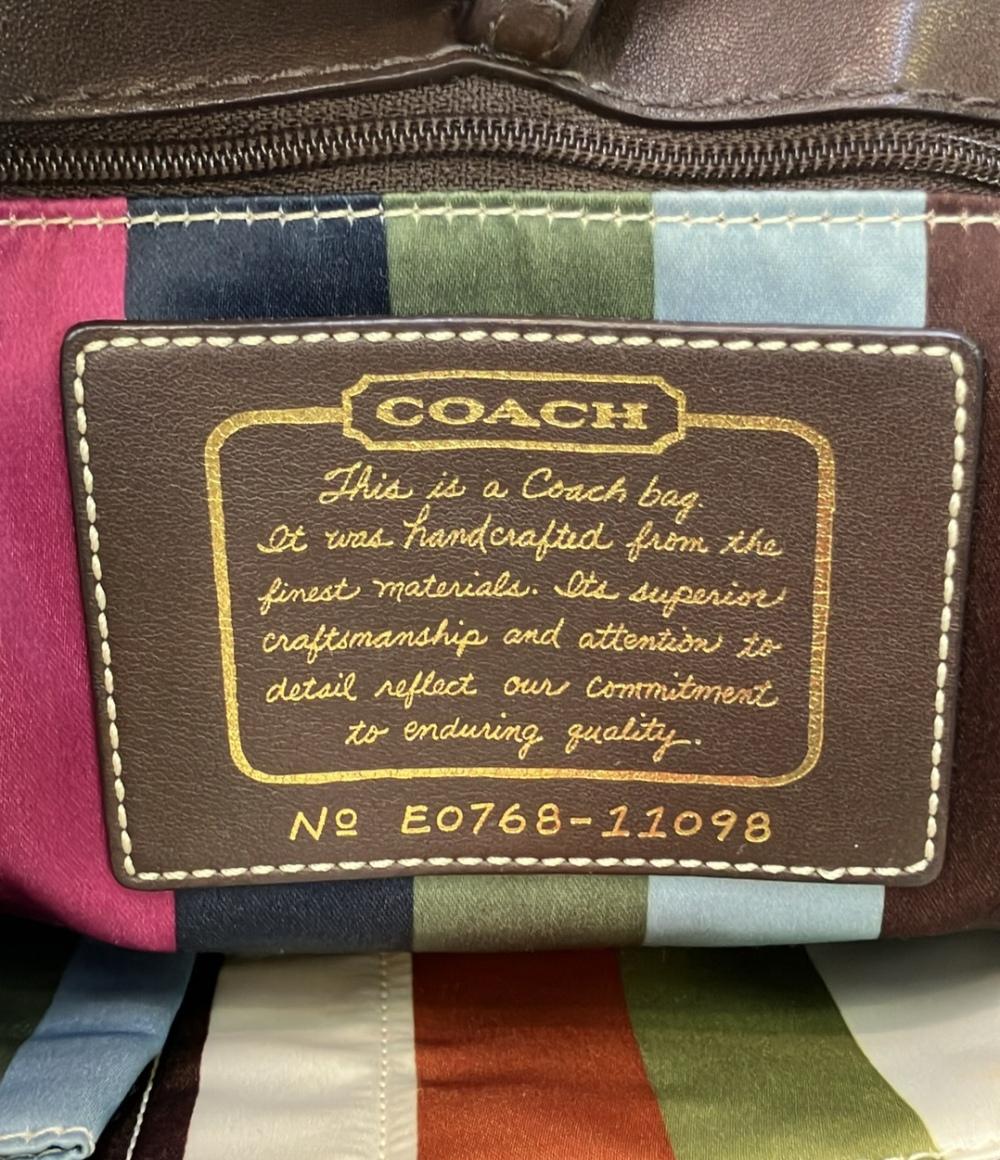 COACH
This is a Coach bag.
It was handcrafted from the
finest materials. Its superior
craftsmanship and attention to
detail reflect our commitment
to enduring quality.
Nº E0768-11098